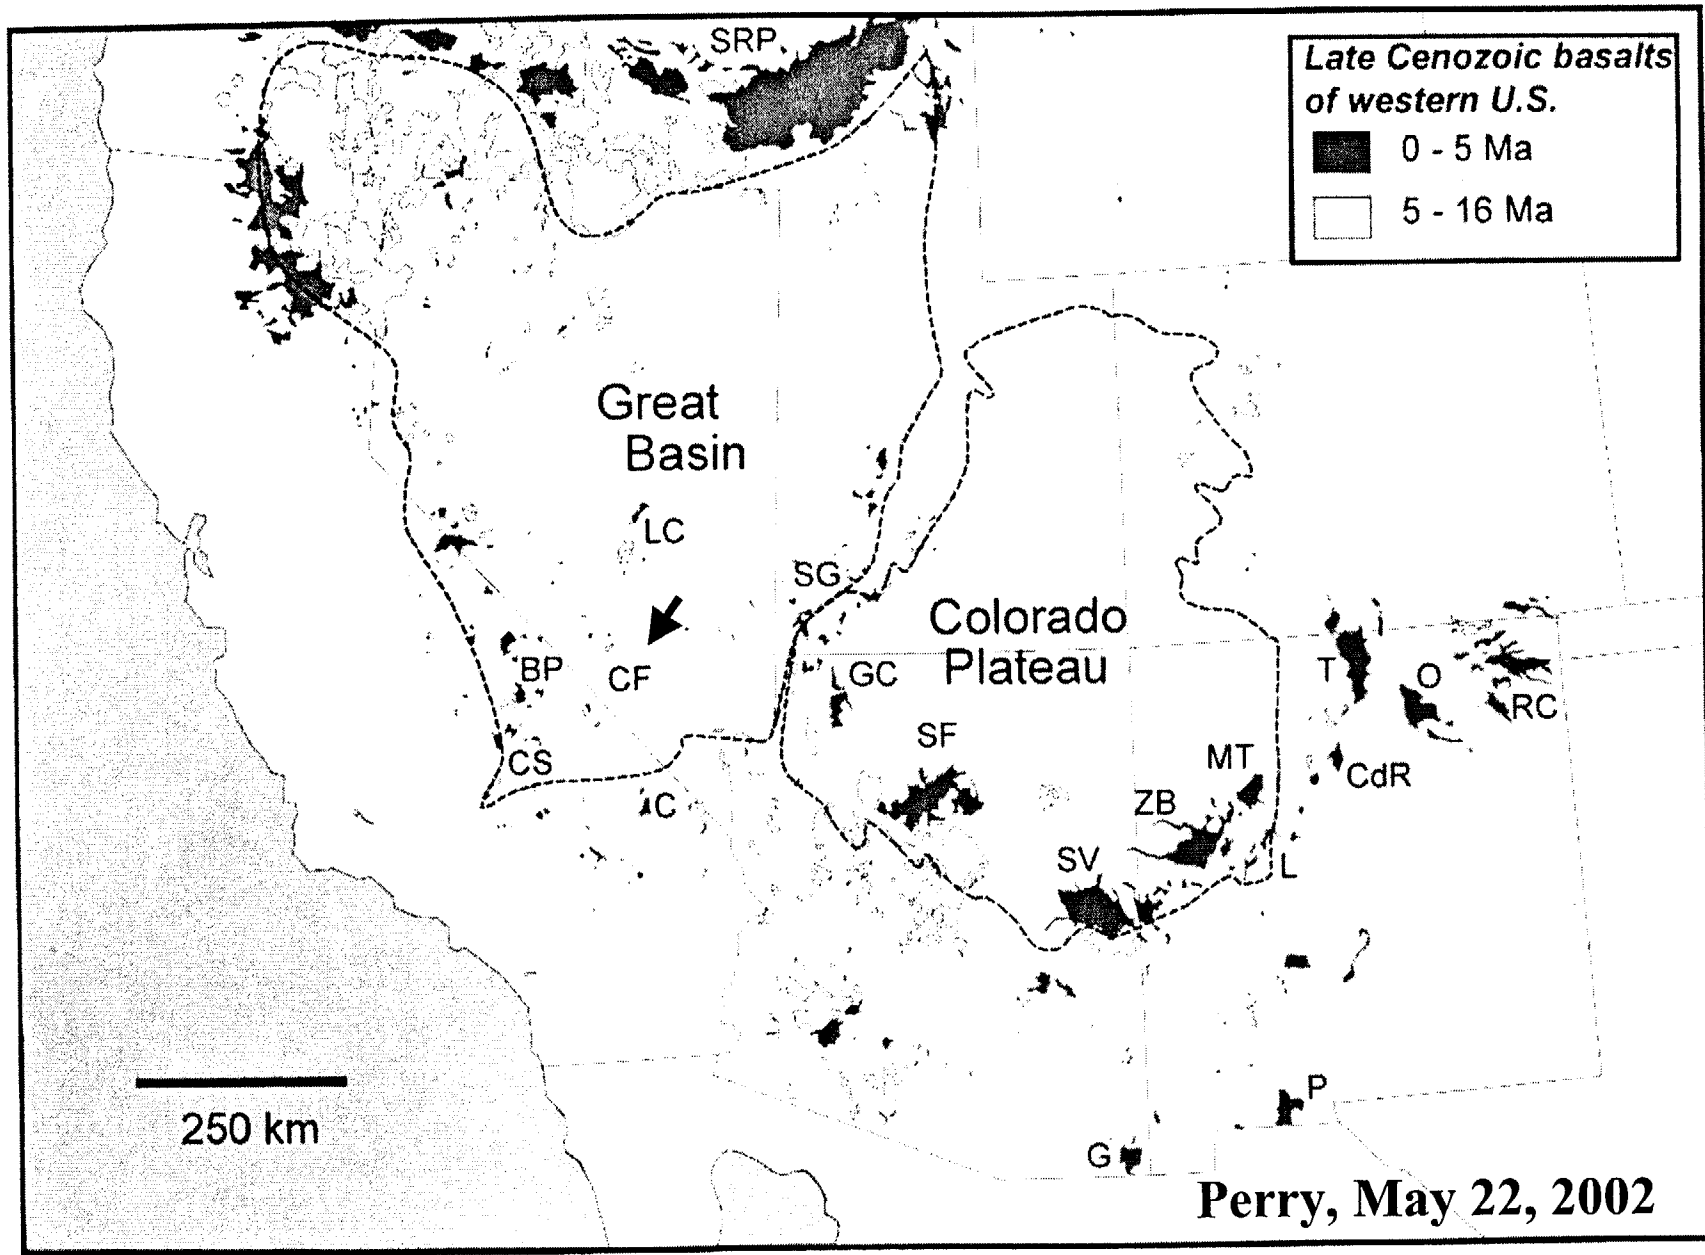 SRP
Late Cenozoic basalts
of western U.S.
0 - 5 Ma
5 - 16 Ma
Great
Basin
LC
SG
Colorado
Plateau
BP
CF
GC
T
O
RC
SF
CS
MT
CdR
C
ZB
SV
L
250 km
P
G
Perry, May 22, 2002